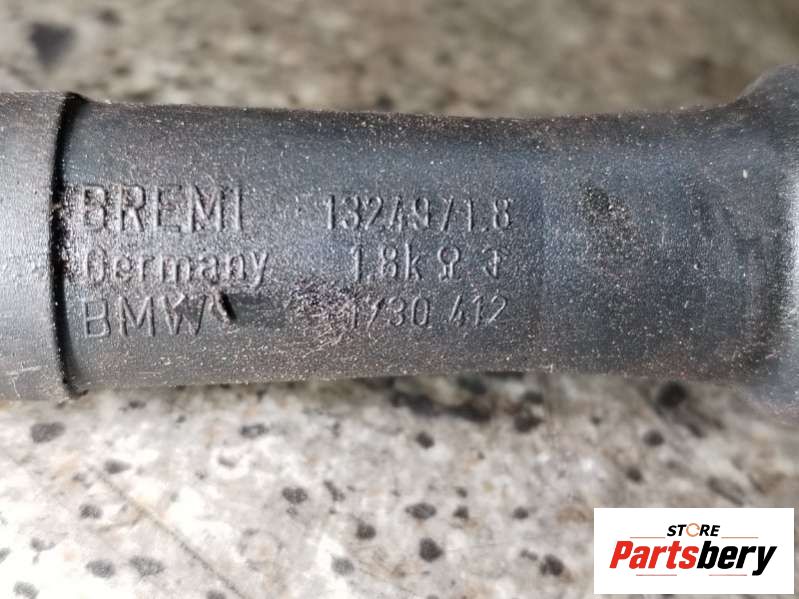 BREMI 13249/1.8
Germany 1.8k
BMW 1730 412
STORE
Partsbery